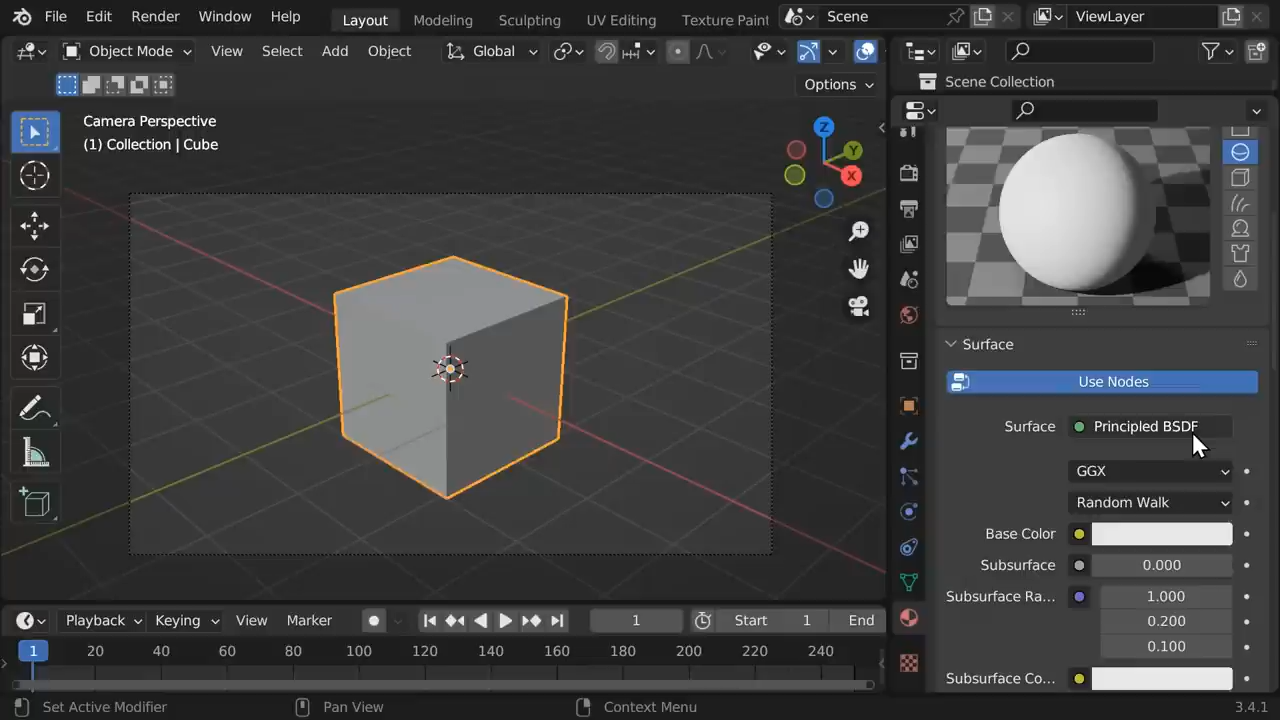 File Edit Render Window Help Layout Modeling Sculpting UV Editing Texture Paint Scene ViewLayer
Object Mode View Select Add Object Global
Options
Scene Collection
Camera Perspective
(1) Collection | Cube
Z
Y
X
Surface
Use Nodes
Surface Principled BSDF
GGX
Random Walk
Base Color
Subsurface 0.000
Subsurface Ra... 1.000
0.200
0.100
Subsurface Co...
Playback Keying View Marker 1 Start 1 End
1 20 40 60 80 100 120 140 160 180 200 220 240
Set Active Modifier Pan View Context Menu 3.4.1